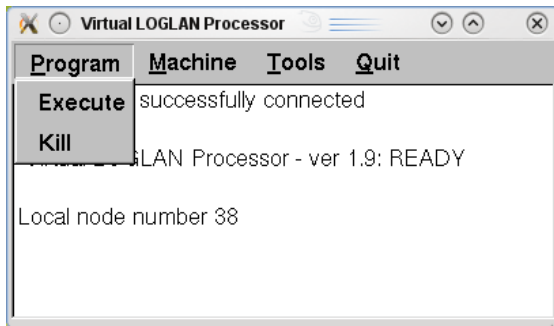 Virtual LOGLAN Processor
Program Machine Tools Quit
Execute successfully connected
Kill
LAN Processor - ver 1.9: READY
Local node number 38